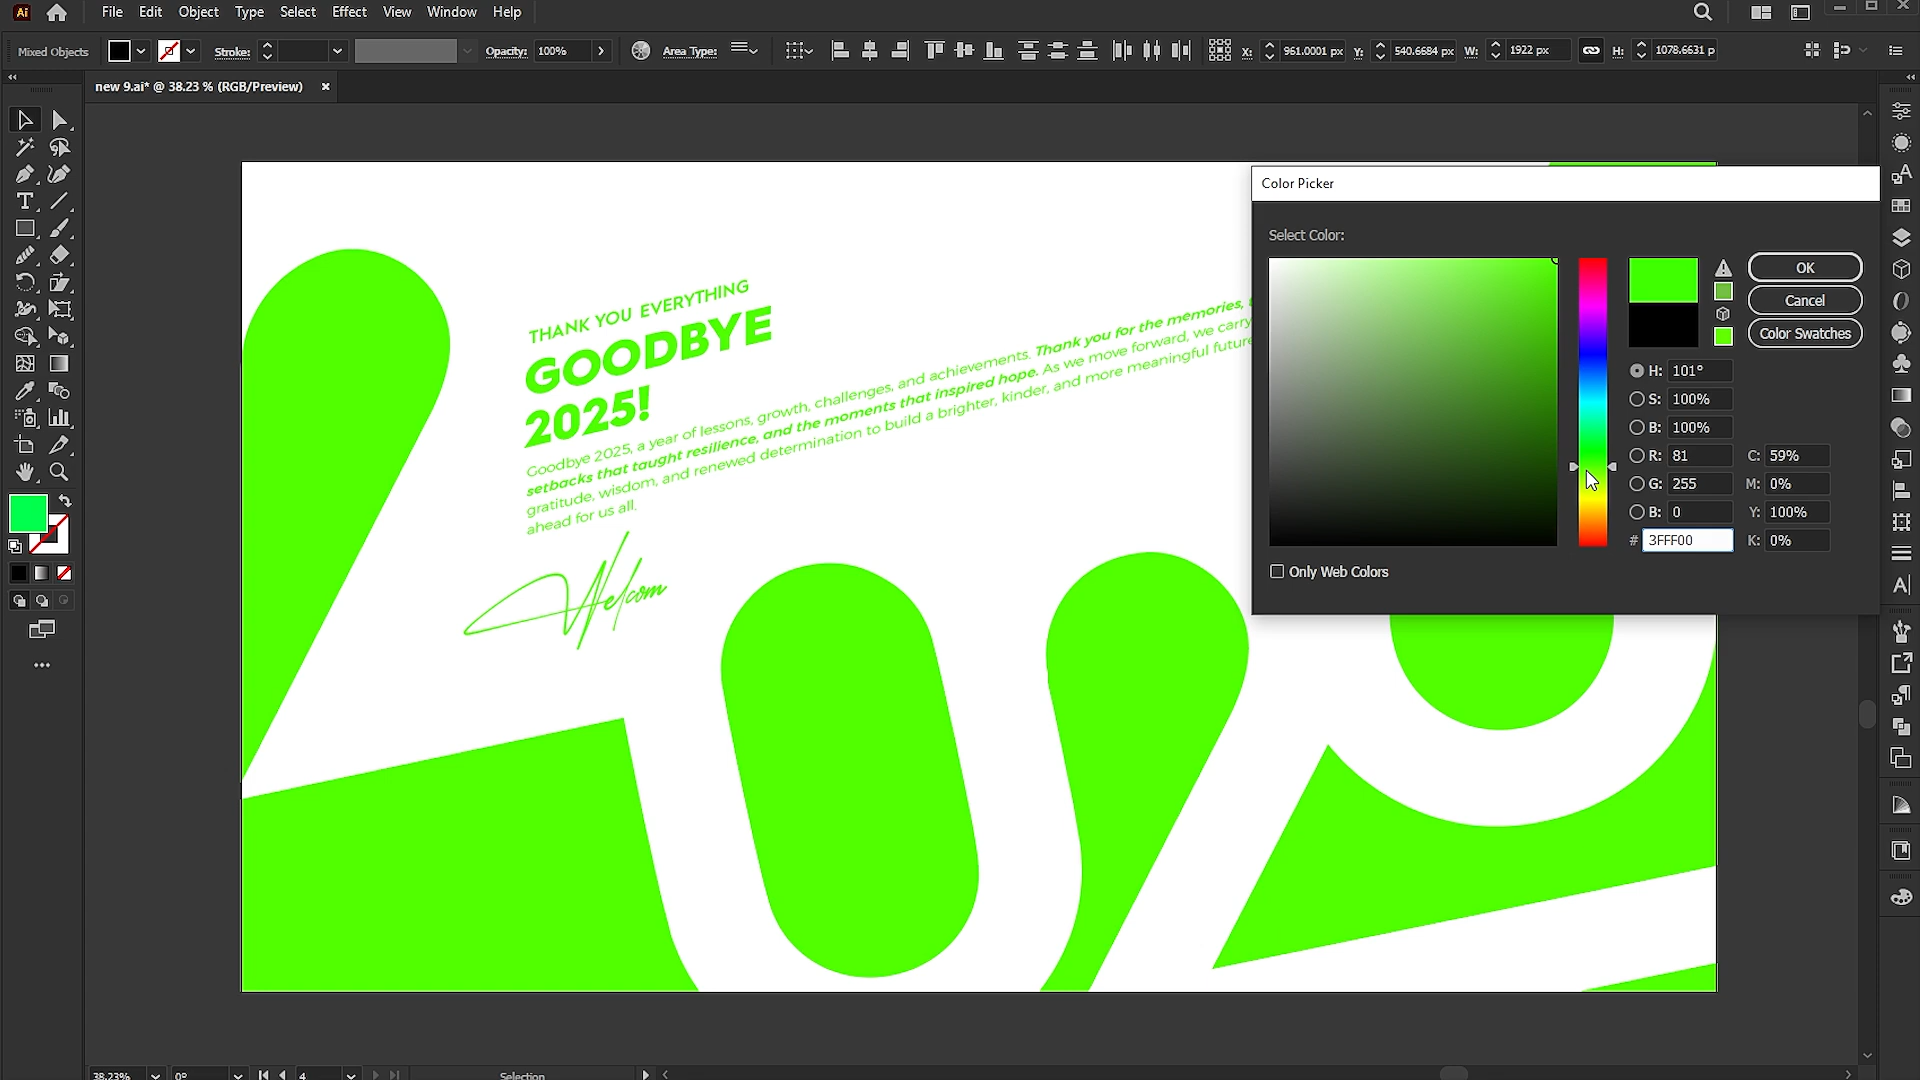 Ai File Edit Object Type Select Effect View Window Help
Mixed Objects Stroke: Opacity: 100% Area Type: X: 961.0001 px Y: 540.6684 px W: 1922 px H: 1078.6631 p
new 9.ai* @ 38.23 % (RGB/Preview) ×
THANK YOU EVERYTHING
GOODBYE
2025!
Goodbye 2025, a year of lessons, growth, challenges, and achievements. Thank you for the memories,
setbacks that taught resilience, and the moments that inspired hope. As we move forward, we carry
gratitude, wisdom, and renewed determination to build a brighter, kinder, and more meaningful future
ahead for us all.
Welcom
Color Picker
Select Color:
OK
Cancel
Color Swatches
H: 101°
S: 100%
B: 100%
R: 81 C: 59%
G: 255 M: 0%
B: 0 Y: 100%
# 3FFF00 K: 0%
Only Web Colors
38.23% 0° 4 Selection